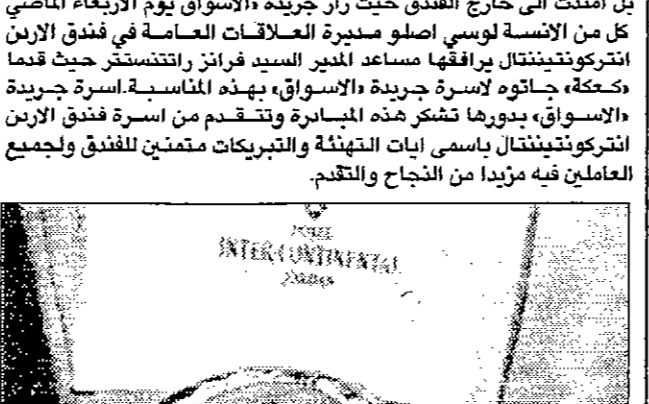 بل امتدت الى خارج الفندق حيث زار جريدة «الاسواق» يوم الاربعاء الماضي
كل من الانسة لوسي اصلو مديرة العلاقات العامة في فندق الاردن
انتركونتيننتال يرافقها مساعد المدير السيد فرانز راتنستتر حيث قدما
«كعكة» جاتوه لاسرة جريدة «الاسواق» بهذه المناسبة.اسرة جريدة
«الاسواق» بدورها تشكر هذه المبادرة وتتقدم من اسرة فندق الاردن
انتركونتيننتال باسمى ايات التهنئة والتبريكات متمنين للفندق ولجميع
العاملين فيه مزيدا من النجاح والتقدم.
INTER-CONTINENTAL